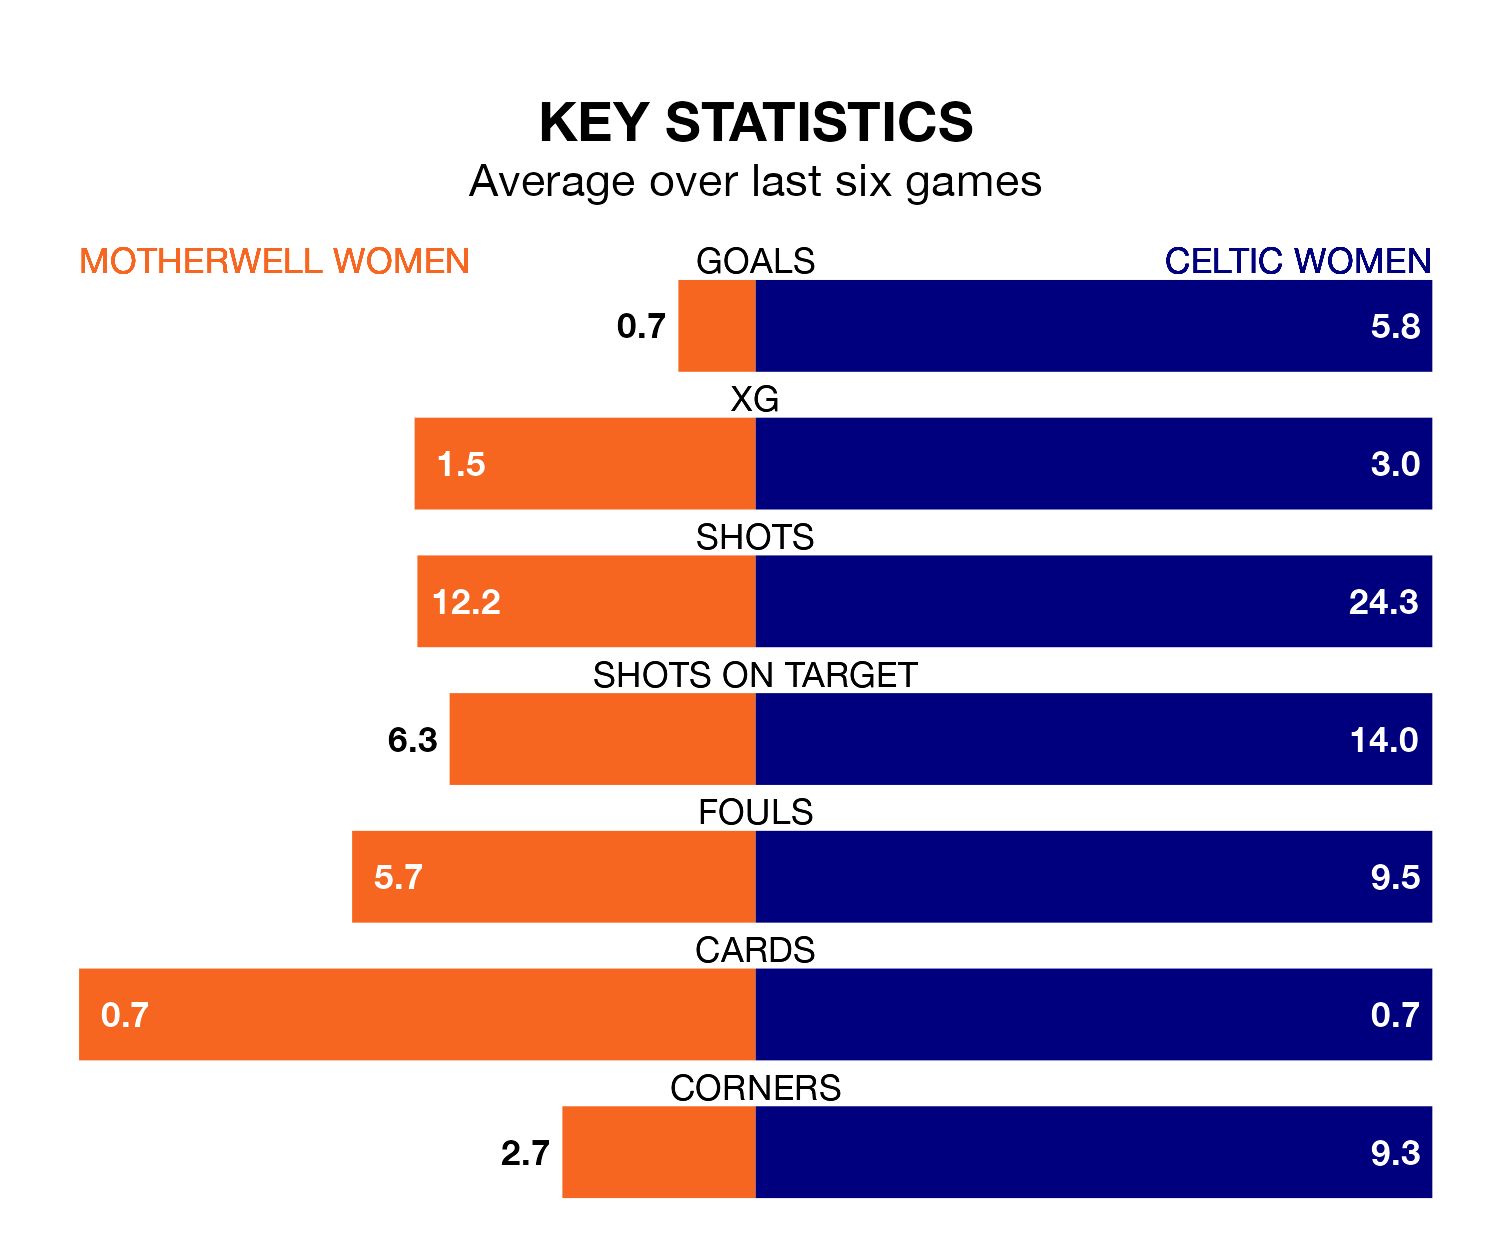 KEY STATISTICS
Average over last six games
MOTHERWELL WOMEN GOALS CELTIC WOMEN
0.7 5.8
XG
1.5 3.0
SHOTS
12.2 24.3
SHOTS ON TARGET
6.3 14.0
FOULS
5.7 9.5
CARDS
0.7 0.7
CORNERS
2.7 9.3